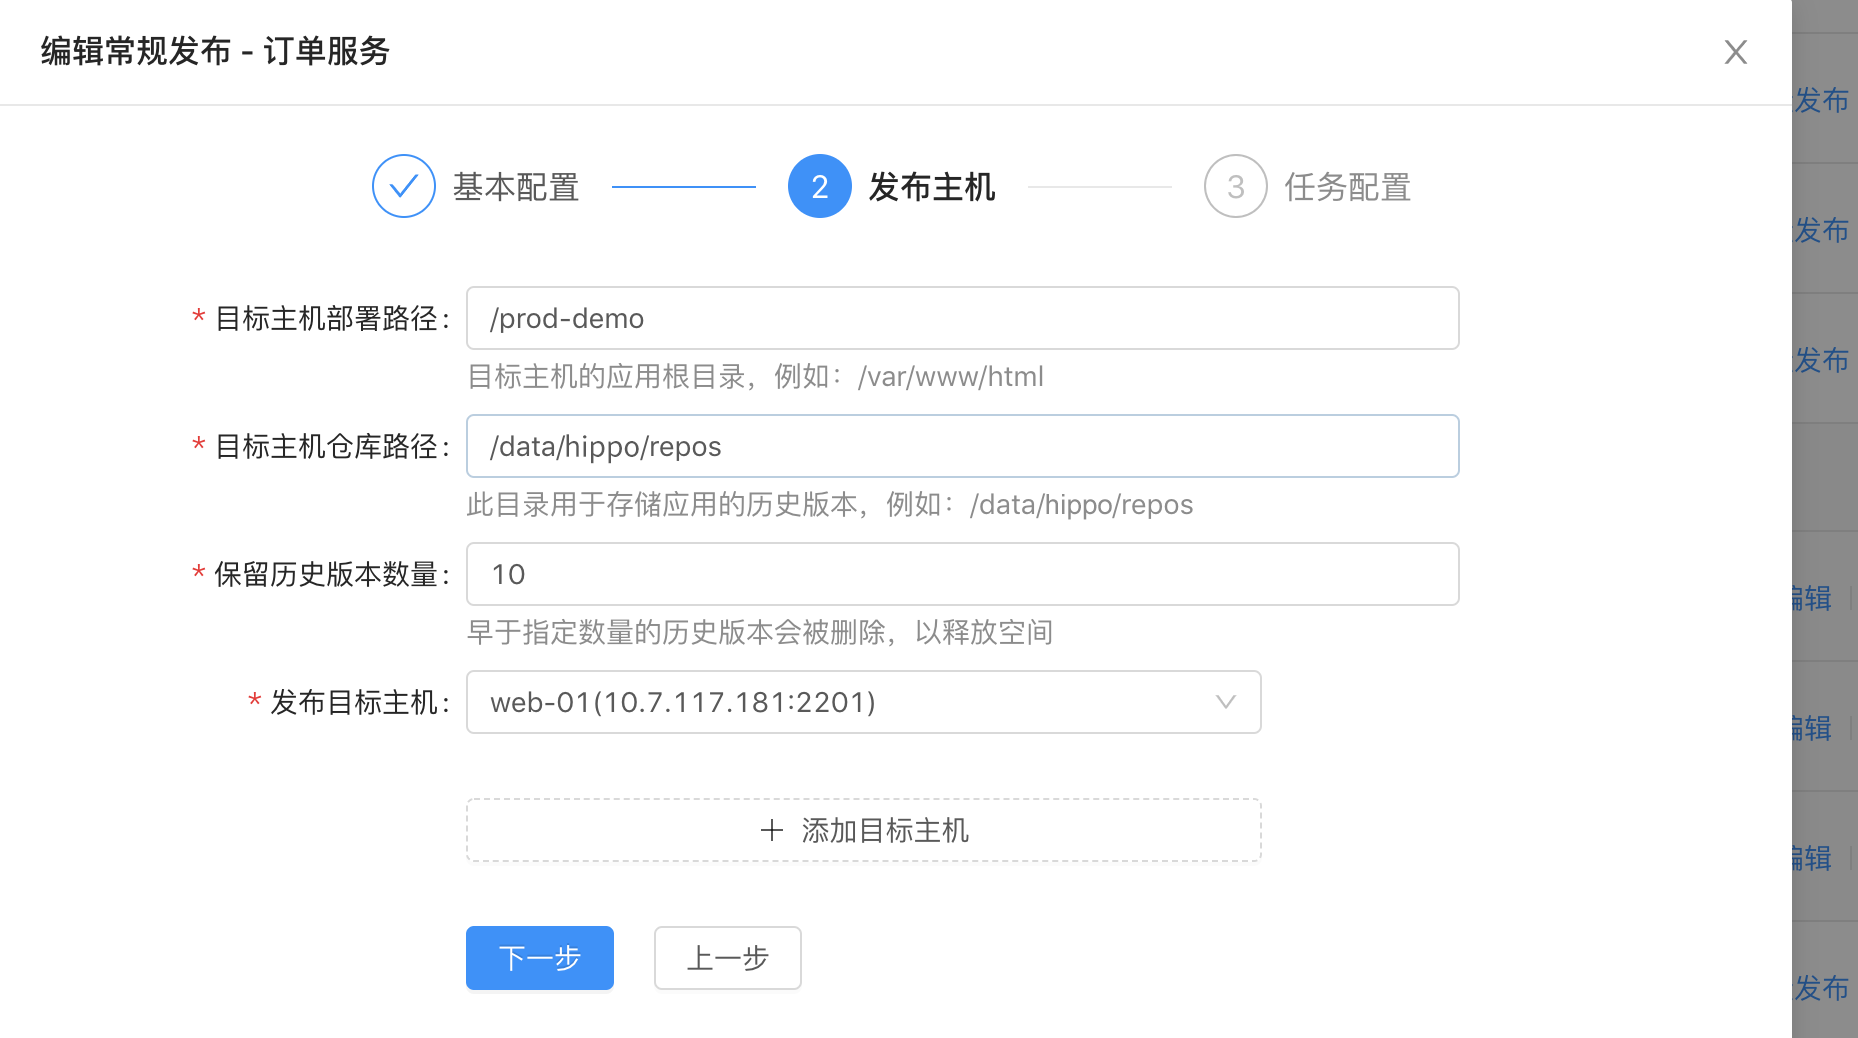 编辑常规发布 - 订单服务
基本配置
2 发布主机
3 任务配置
* 目标主机部署路径:
/prod-demo
目标主机的应用根目录，例如：/var/www/html
* 目标主机仓库路径:
/data/hippo/repos
此目录用于存储应用的历史版本，例如：/data/hippo/repos
* 保留历史版本数量:
10
早于指定数量的历史版本会被删除，以释放空间
* 发布目标主机:
web-01(10.7.117.181:2201)
添加目标主机
下一步
上一步
发布
发布
发布
编辑
编辑
编辑
发布